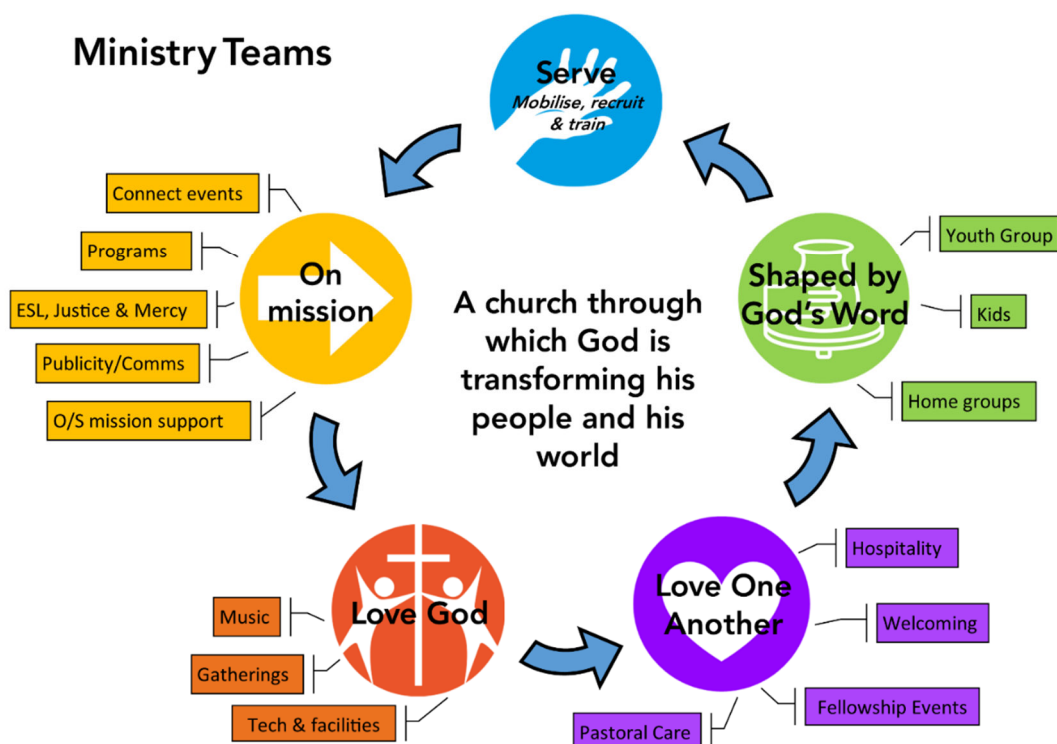 Ministry Teams
Serve
Mobilise, recruit
& train
Connect events
Programs
ESL, Justice & Mercy
Publicity/Comms
O/S mission support
On
mission
A church through
which God is
transforming his
people and his
world
Shaped by
God's Word
Youth Group
Kids
Home groups
Love God
Music
Gatherings
Tech & facilities
Love One
Another
Hospitality
Welcoming
Fellowship Events
Pastoral Care